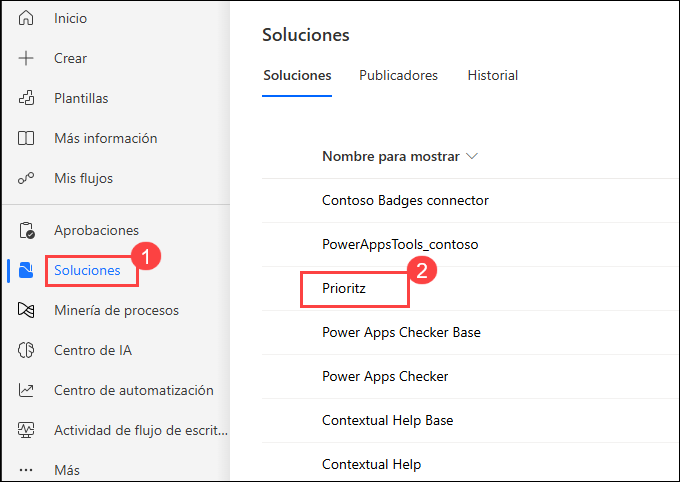 Inicio
Crear
Plantillas
Más información
Mis flujos
Aprobaciones
1
Soluciones
Minería de procesos
Centro de IA
Centro de automatización
Actividad de flujo de escrit...
Más
Soluciones
Soluciones Publicadores Historial
Nombre para mostrar
Contoso Badges connector
PowerAppsTools_contoso
2
Prioritz
Power Apps Checker Base
Power Apps Checker
Contextual Help Base
Contextual Help